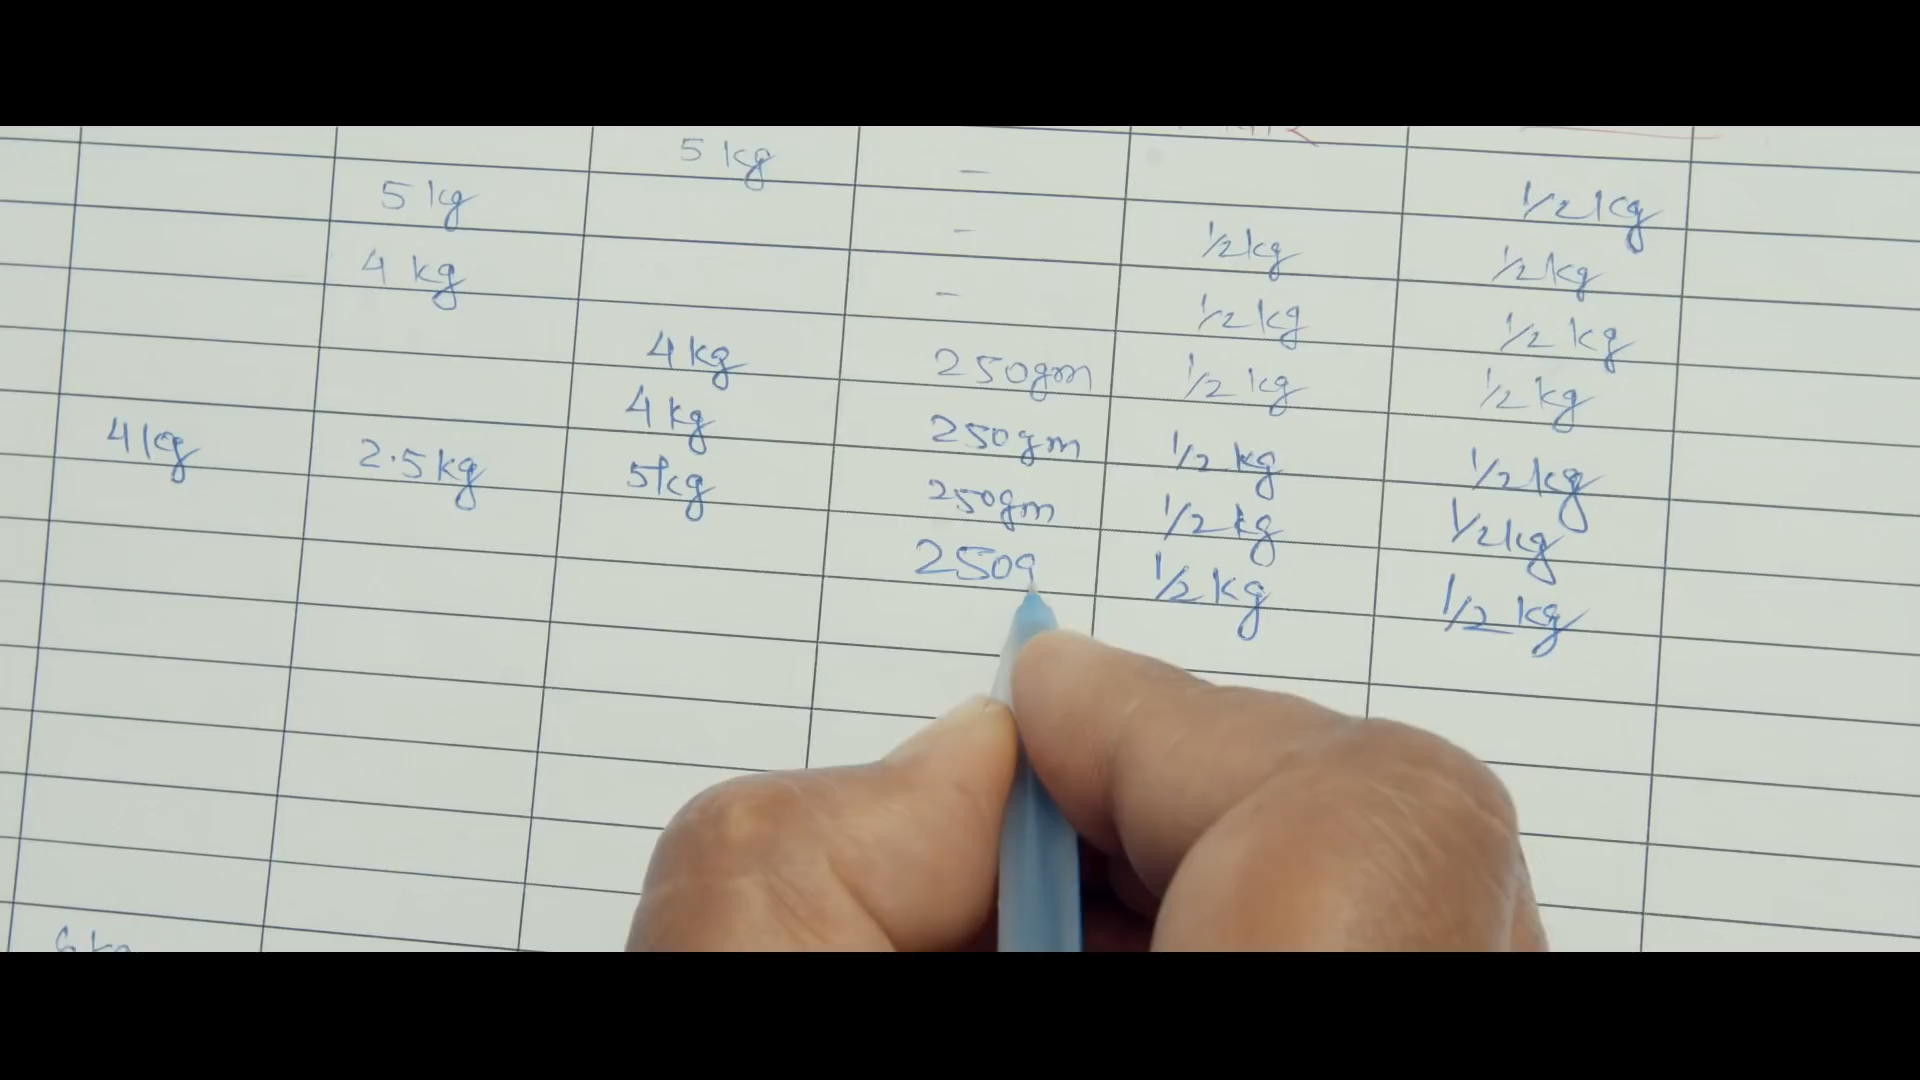 5 kg – ½ kg
5 kg – ½ kg ½ kg
4 kg – ½ kg ½ kg
4 kg 250gm ½ kg ½ kg
4 kg 250gm ½ kg ½ kg
4 kg 2.5 kg 5 kg 250gm ½ kg ½ kg
250g ½ kg ½ kg